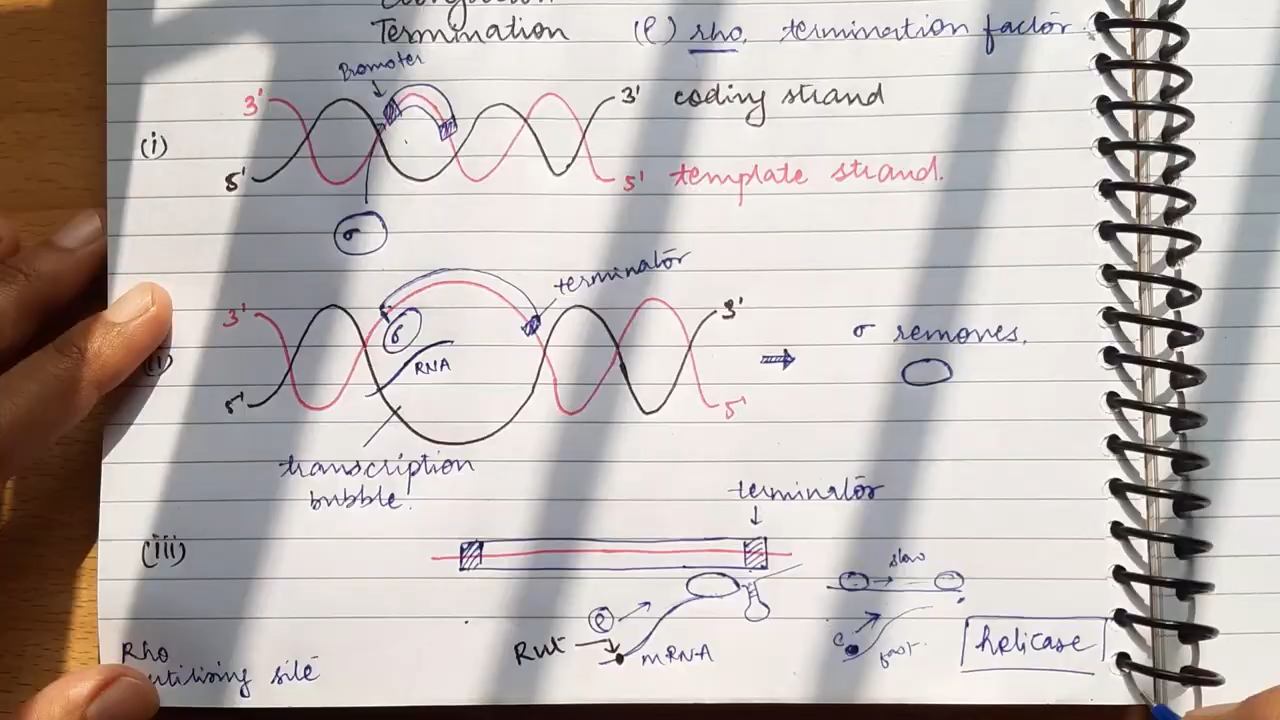 Termination (ρ) rho, termination factor.
Promoter
3' 3' coding strand
(i)
5' 5' template strand.
σ
terminator
3' 3'
σ
RNA
σ removes.
5' 5'
transcription
bubble!
terminator
(iii)
slow
ρ
Rut mRNA
fast.
helicase
Rho
utilising site